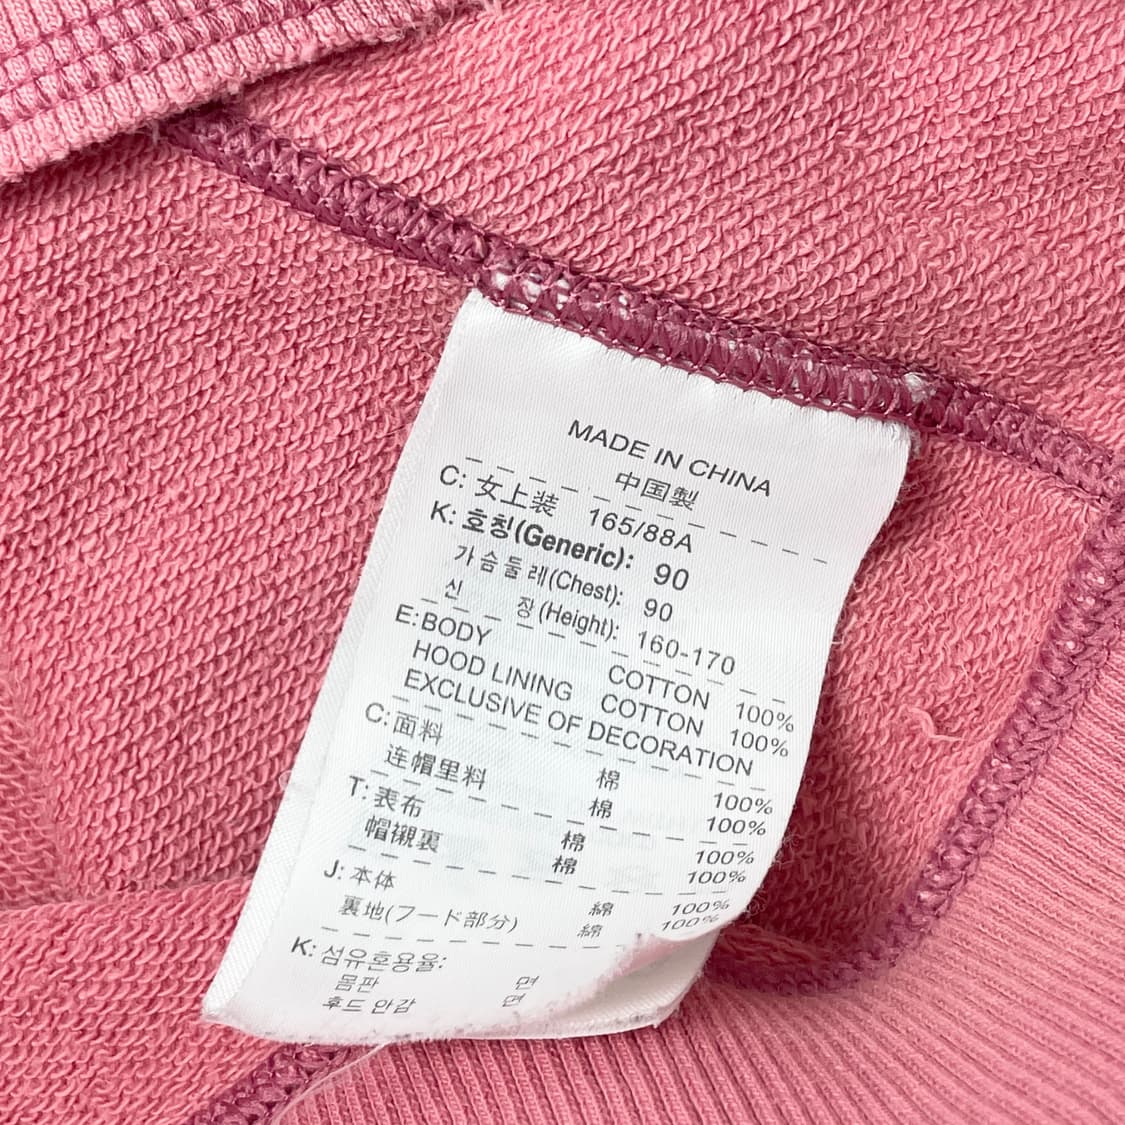 MADE IN CHINA
中国製
C: 女上装 165/88A
K: 호칭(Generic): 90
가슴둘레(Chest): 90
신 장(Height): 160-170
E: BODY COTTON 100%
HOOD LINING COTTON 100%
EXCLUSIVE OF DECORATION
C: 面料 棉 100%
连帽里料 棉 100%
T: 表布 棉 100%
帽襯裏 棉 100%
J: 本体 綿 100%
裏地(フード部分) 綿 100%
K: 섬유혼용율:
몸판 면
후드 안감 면